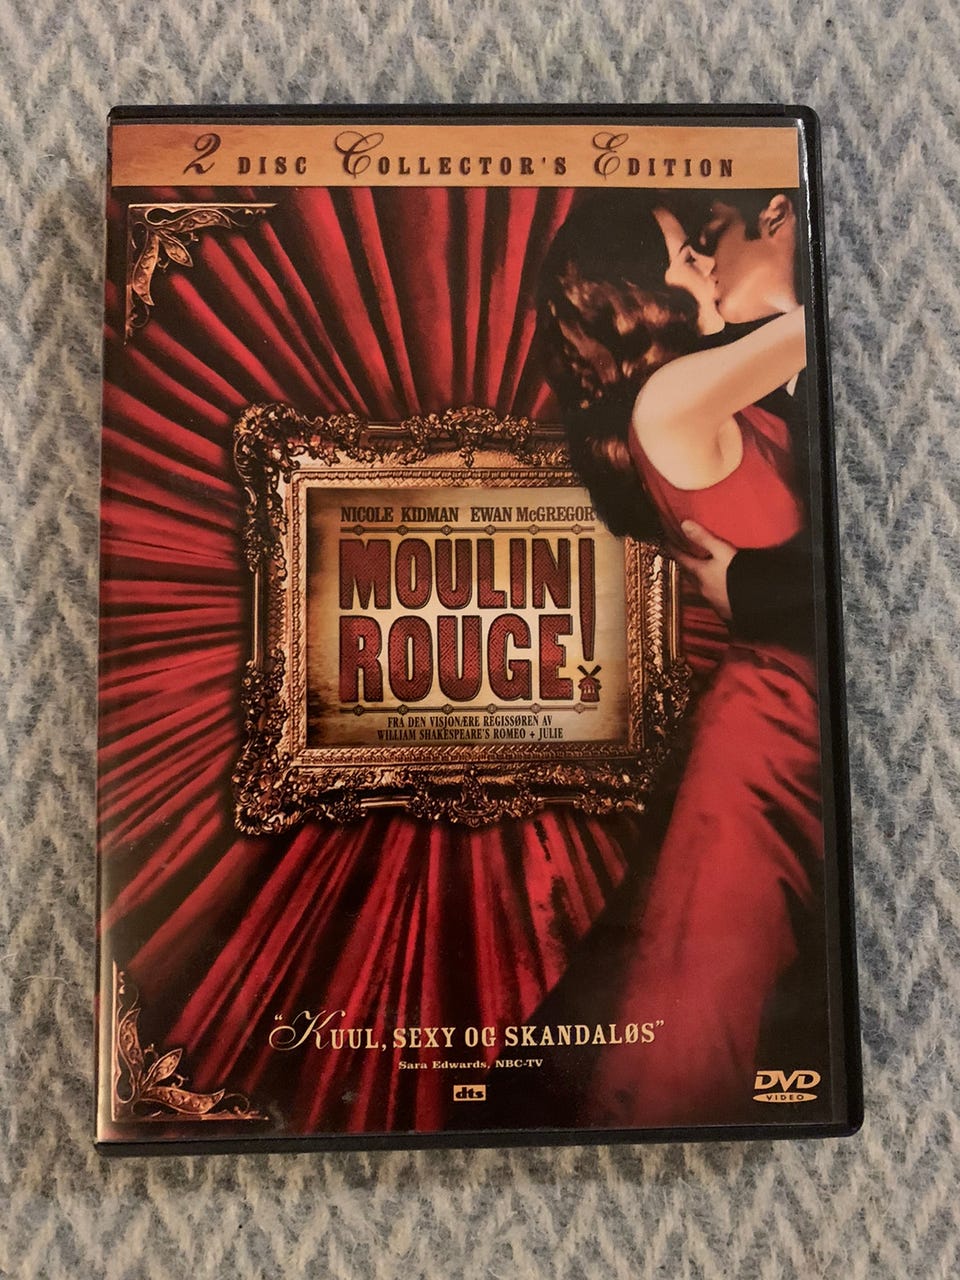 2 DISC COLLECTOR'S EDITION
NICOLE KIDMAN EWAN McGREGOR
MOULIN
ROUGE!
FRA DEN VISJONÆRE REGISSØREN AV
WILLIAM SHAKESPEARE'S ROMEO + JULIE
"KUUL, SEXY OG SKANDALØS"
Sara Edwards, NBC-TV
dts
DVD
VIDEO